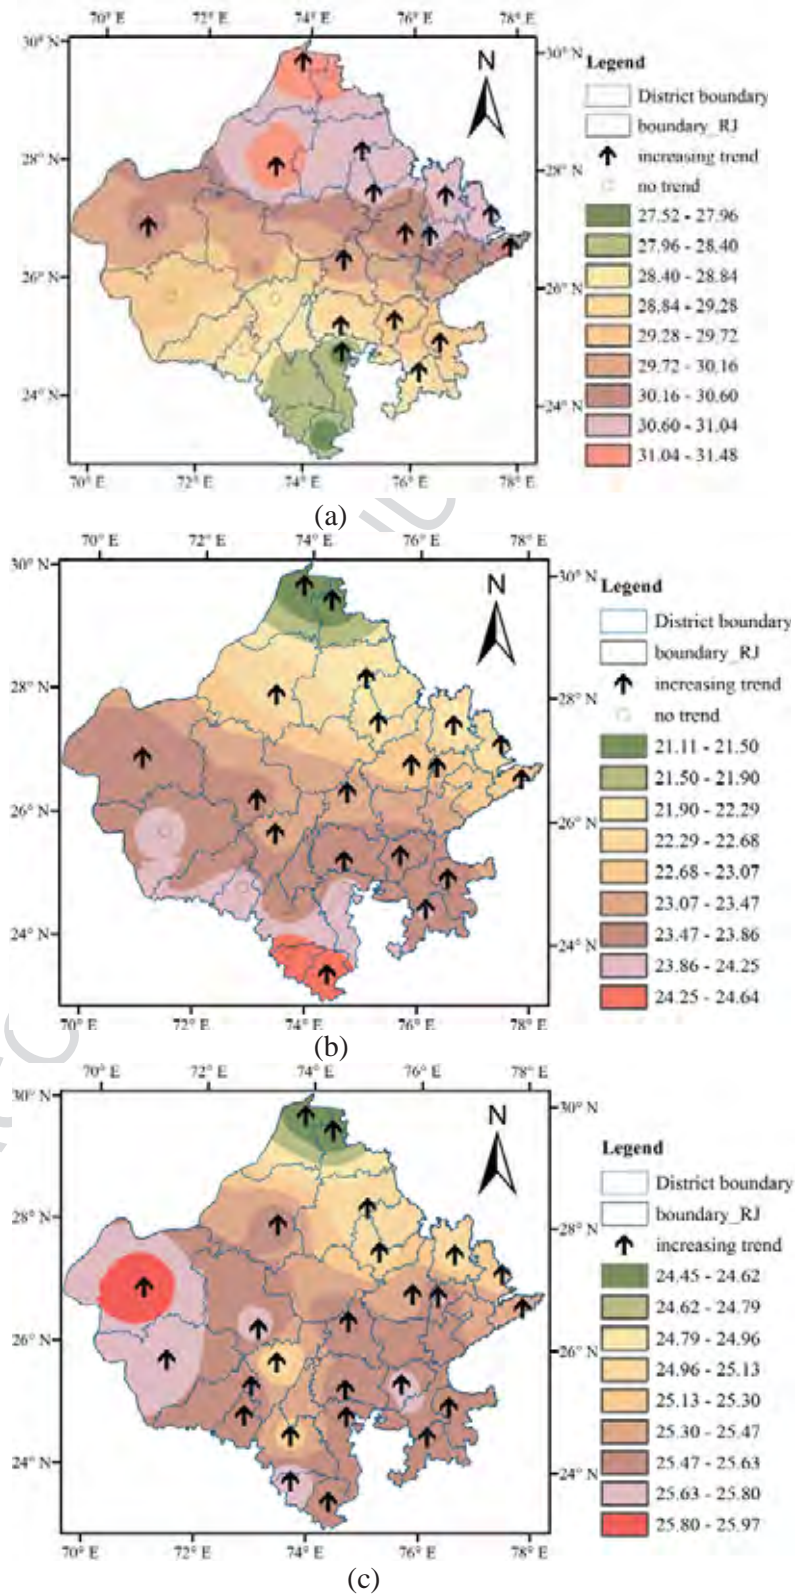 70° E 72° E 74° E 76° E 78° E
30° N 30° N
N
Legend
District boundary
boundary_RJ
increasing trend
no trend
28° N 28° N
27.52 - 27.96
27.96 - 28.40
26° N 26° N
28.40 - 28.84
28.84 - 29.28
29.28 - 29.72
29.72 - 30.16
24° N 24° N
30.16 - 30.60
30.60 - 31.04
31.04 - 31.48
70° E 72° E 74° E 76° E 78° E
(a)
70° E 72° E 74° E 76° E 78° E
30° N 30° N
N
Legend
District boundary
boundary_RJ
increasing trend
no trend
28° N 28° N
21.11 - 21.50
21.50 - 21.90
26° N 26° N
21.90 - 22.29
22.29 - 22.68
22.68 - 23.07
23.07 - 23.47
23.47 - 23.86
24° N 24° N
23.86 - 24.25
24.25 - 24.64
70° E 72° E 74° E 76° E 78° E
(b)
70° E 72° E 74° E 76° E 78° E
30° N 30° N
N
Legend
District boundary
boundary_RJ
increasing trend
28° N 28° N
24.45 - 24.62
24.62 - 24.79
26° N 26° N
24.79 - 24.96
24.96 - 25.13
25.13 - 25.30
25.30 - 25.47
25.47 - 25.63
24° N 24° N
25.63 - 25.80
25.80 - 25.97
70° E 72° E 74° E 76° E 78° E
(c)